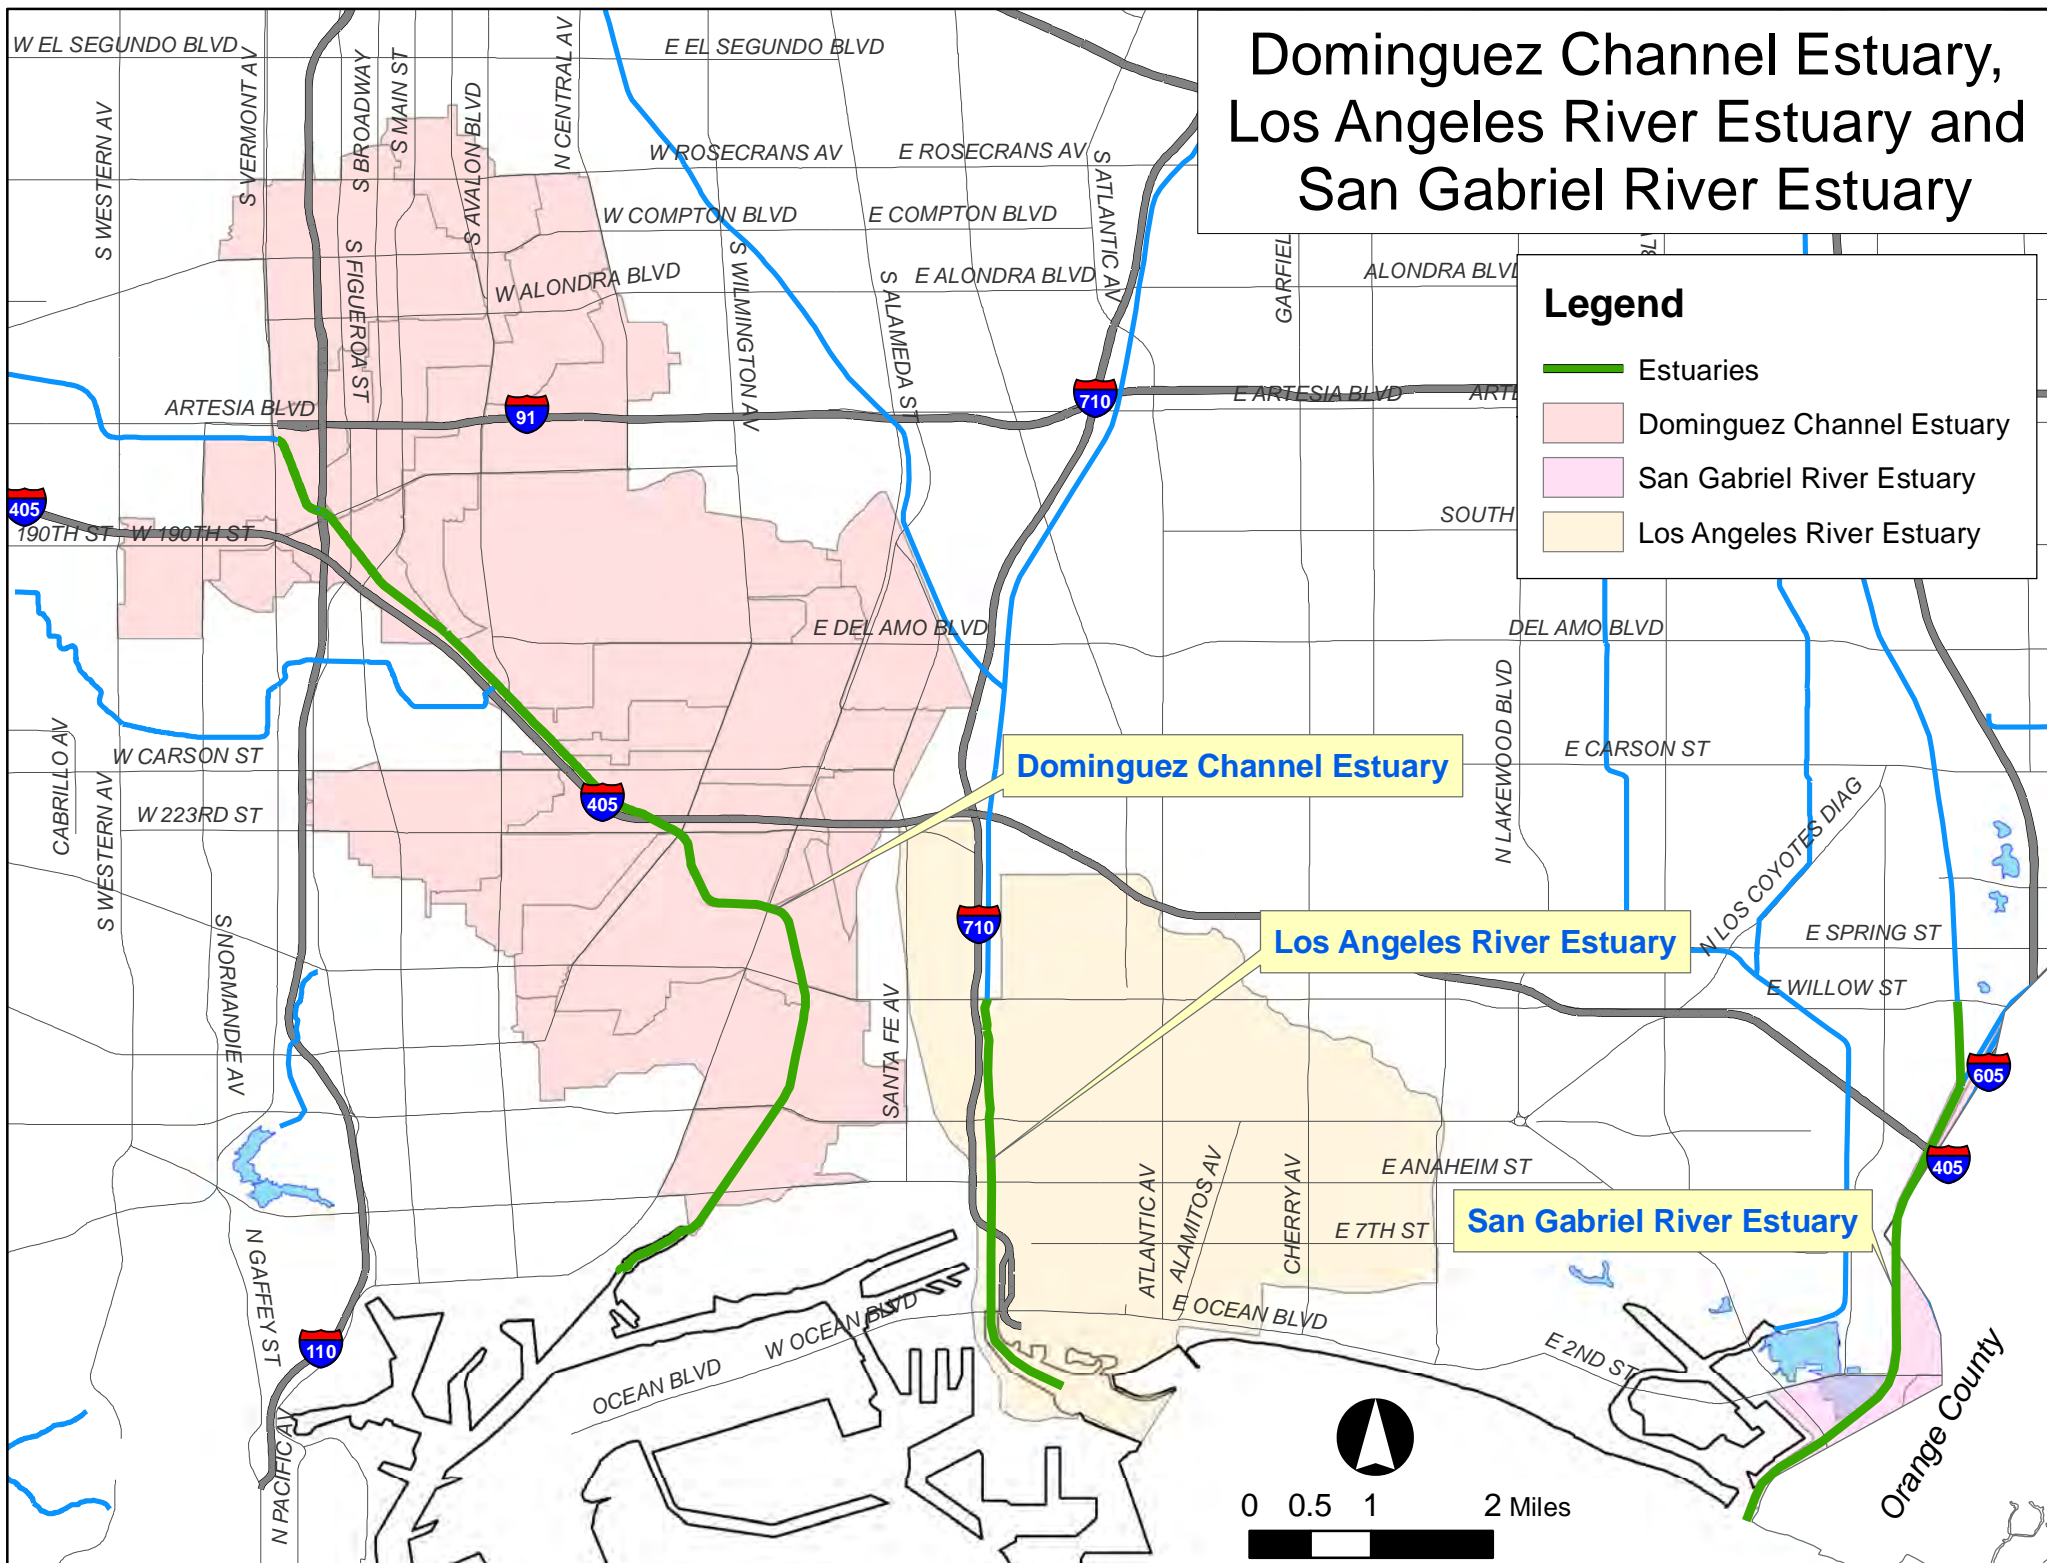 Dominguez Channel Estuary,
Los Angeles River Estuary and
San Gabriel River Estuary
Legend
Estuaries
Dominguez Channel Estuary
San Gabriel River Estuary
Los Angeles River Estuary
W EL SEGUNDO BLVD
E EL SEGUNDO BLVD
S WESTERN AV
S VERMONT AV
S BROADWAY
S MAIN ST
S AVALON BLVD
N CENTRAL AV
W ROSECRANS AV
E ROSECRANS AV
S ATLANTIC AV
W COMPTON BLVD
E COMPTON BLVD
S FIGUEROA ST
S WILMINGTON AV
S ALAMEDA ST
W ALONDRA BLVD
E ALONDRA BLVD
GARFIEL
ALONDRA BLVD
ARTESIA BLVD
91
710
E ARTESIA BLVD
ARTE
405
190TH ST
W 190TH ST
SOUTH
E DEL AMO BLVD
DEL AMO BLVD
CABRILLO AV
W CARSON ST
Dominguez Channel Estuary
N LAKEWOOD BLVD
E CARSON ST
405
W 223RD ST
S WESTERN AV
N LOS COYOTES DIAG
710
Los Angeles River Estuary
E SPRING ST
S NORMANDIE AV
SANTA FE AV
E WILLOW ST
605
405
E ANAHEIM ST
ATLANTIC AV
ALAMITOS AV
CHERRY AV
San Gabriel River Estuary
E 7TH ST
N GAFFEY ST
110
W OCEAN BLVD
E OCEAN BLVD
OCEAN BLVD
E 2ND ST
N PACIFIC AV
Orange County
0 0.5 1 2 Miles